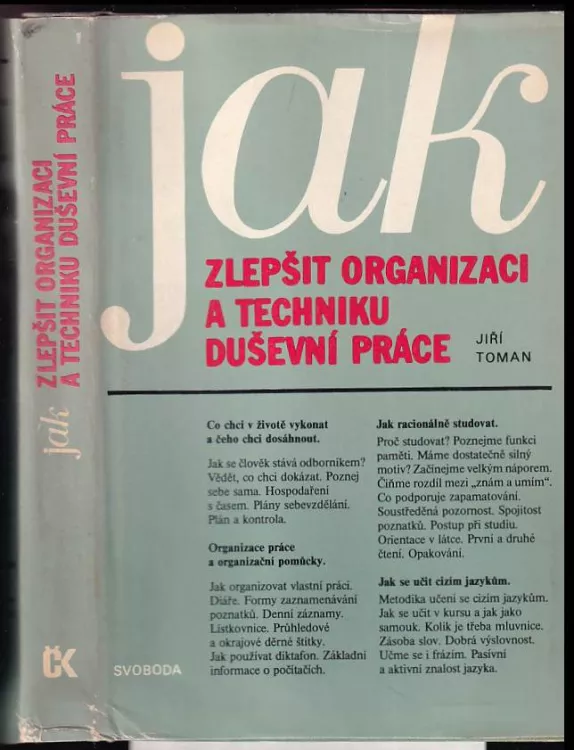 jak
ZLEPŠIT ORGANIZACI
A TECHNIKU
DUŠEVNÍ PRÁCE
JIŘÍ
TOMAN
Co chci v životě vykonat
a čeho chci dosáhnout.
Jak se člověk stává odborníkem?
Vědět, co chci dokázat. Poznej
sebe sama. Hospodaření
s časem. Plány sebevzdělání.
Plán a kontrola.
Organizace práce
a organizační pomůcky.
Jak organizovat vlastní práci.
Diáře. Formy zaznamenávání
poznatků. Denní záznamy.
Lístkovnice. Průhledové
a okrajové děrné štítky.
Jak používat diktafon. Základní
informace o počítačích.
Jak racionálně studovat.
Proč studovat? Poznejme funkci
paměti. Máme dostatečně silný
motiv? Začínejme velkým náporem.
Čiňme rozdíl mezi „znám a umím“.
Co podporuje zapamatování.
Soustředěná pozornost. Spojitost
poznatků. Postup při studiu.
Orientace v látce. První a druhé
čtení. Opakování.
Jak se učit cizím jazykům.
Metodika učení se cizím jazykům.
Jak se učit v kursu a jak jako
samouk. Kolik je třeba mluvnice.
Zásoba slov. Dobrá výslovnost.
Učme se i frázím. Pasívní
a aktivní znalost jazyka.
SVOBODA
jak
ZLEPŠIT ORGANIZACI
A TECHNIKU DUŠEVNÍ PRÁCE
ČK